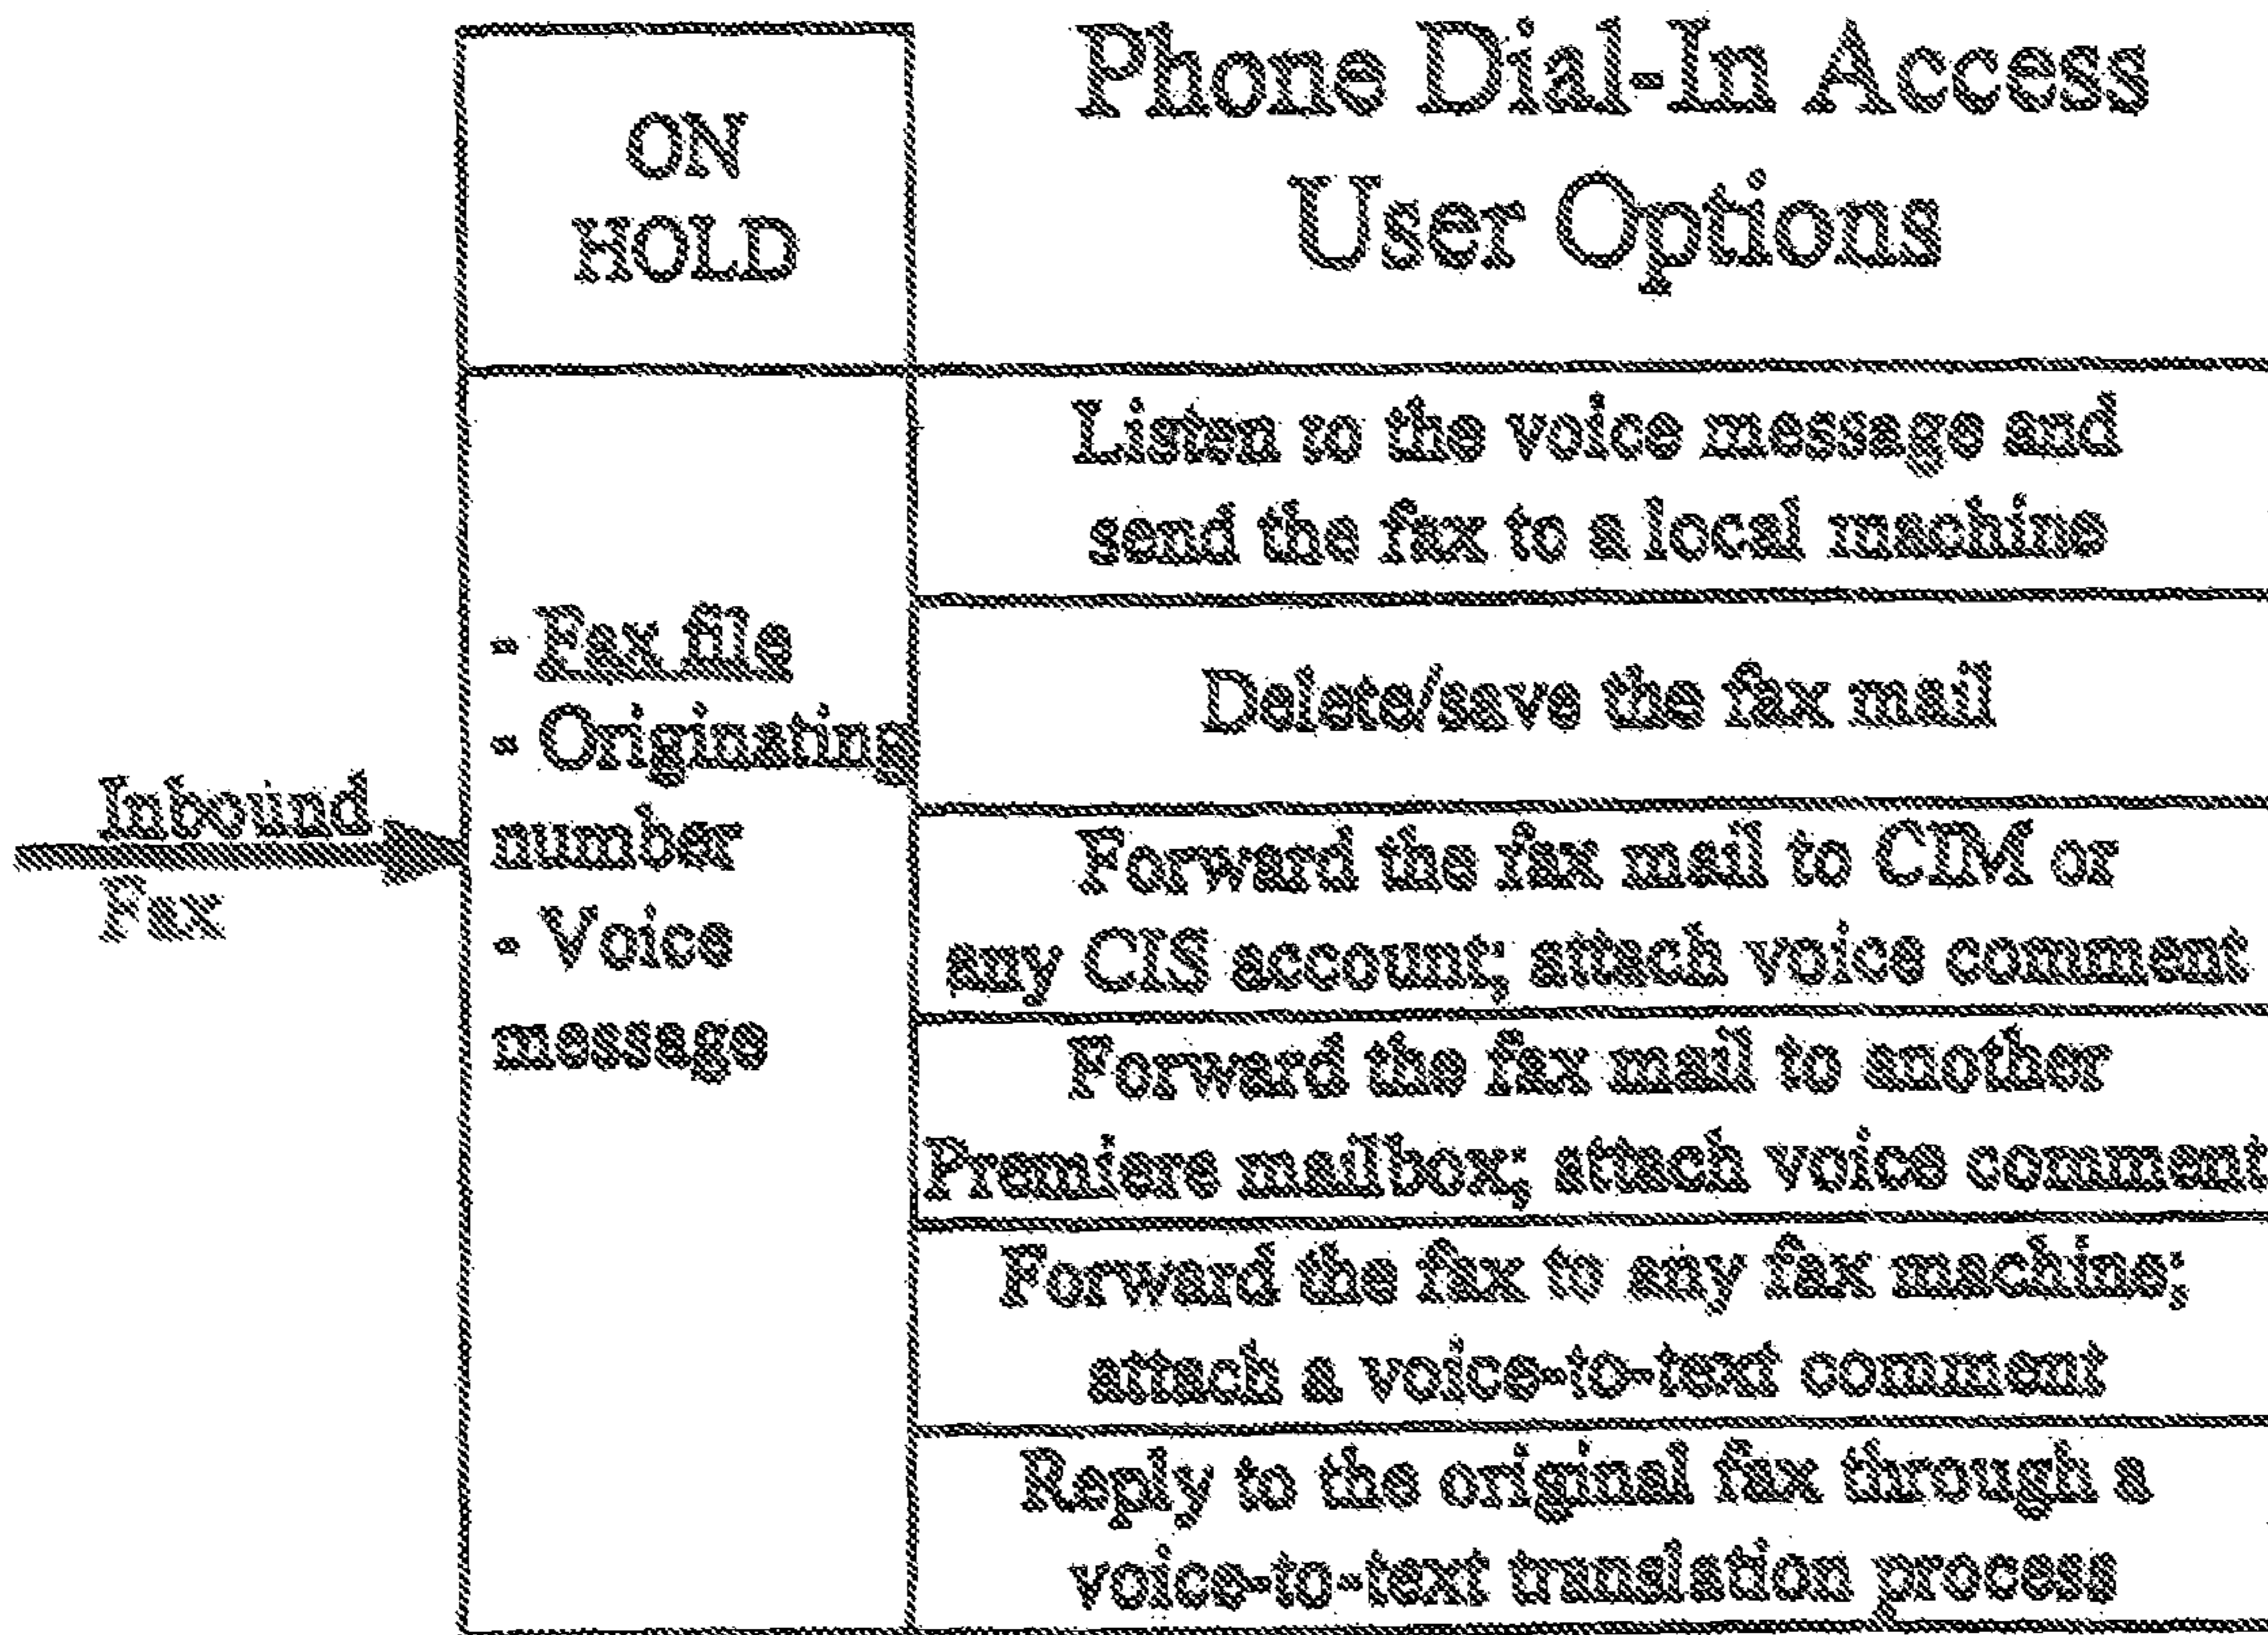 ON
HOLD
Phone Dial-In Access
User Options
Inbound
Fax
- Fax file
- Originating
number
- Voice
message
Listen to the voice message and
send the fax to a local machine
Delete/save the fax mail
Forward the fax mail to CIM or
any CIS account; attach voice comment
Forward the fax mail to another
Premiere mailbox; attach voice comment
Forward the fax to any fax machine;
attach a voice-to-text comment
Reply to the original fax through a
voice-to-text translation process